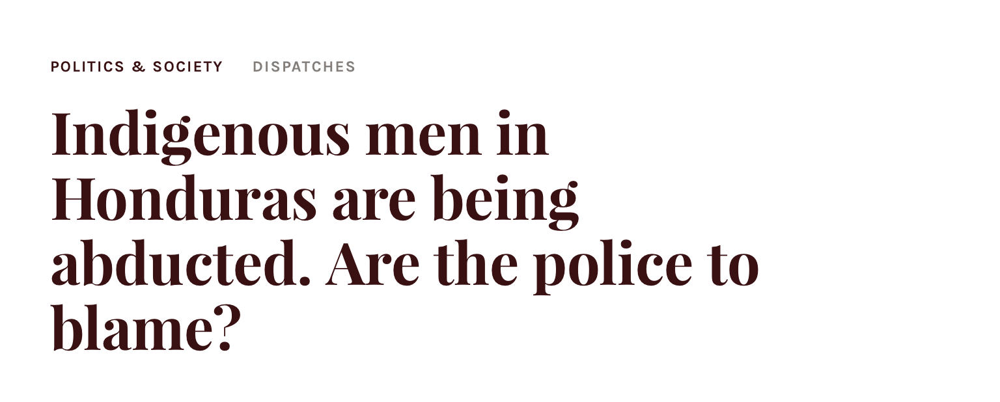 POLITICS & SOCIETY DISPATCHES
Indigenous men in
Honduras are being
abducted. Are the police to
blame?